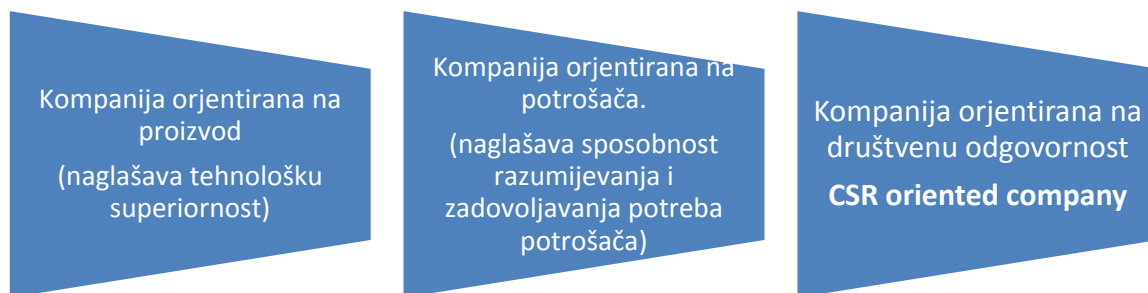 Kompanija orjentirana na
proizvod
(naglašava tehnološku
superiornost)
Kompanija orjentirana na
potrošača.
(naglašava sposobnost
razumijevanja i
zadovoljavanja potreba
potrošača)
Kompanija orjentirana na
društvenu odgovornost
CSR oriented company